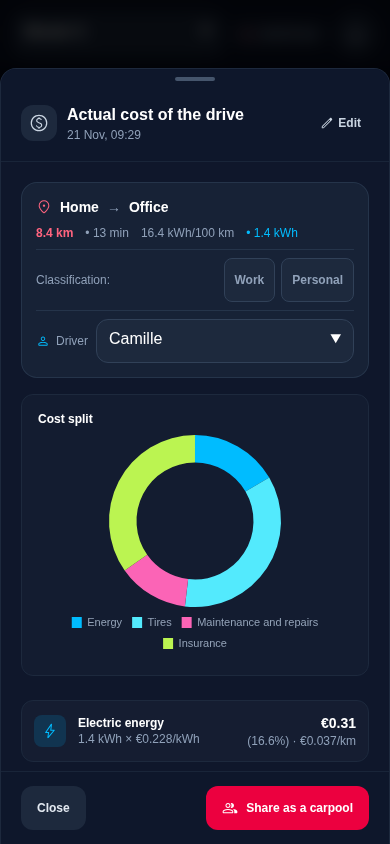 Actual cost of the drive
21 Nov, 09:29
Edit
Home → Office
8.4 km • 13 min 16.4 kWh/100 km • 1.4 kWh
Classification: Work Personal
Driver Camille ▼
Cost split
Energy Tires Maintenance and repairs
Insurance
Electric energy €0.31
1.4 kWh × €0.228/kWh (16.6%) · €0.037/km
Close Share as a carpool